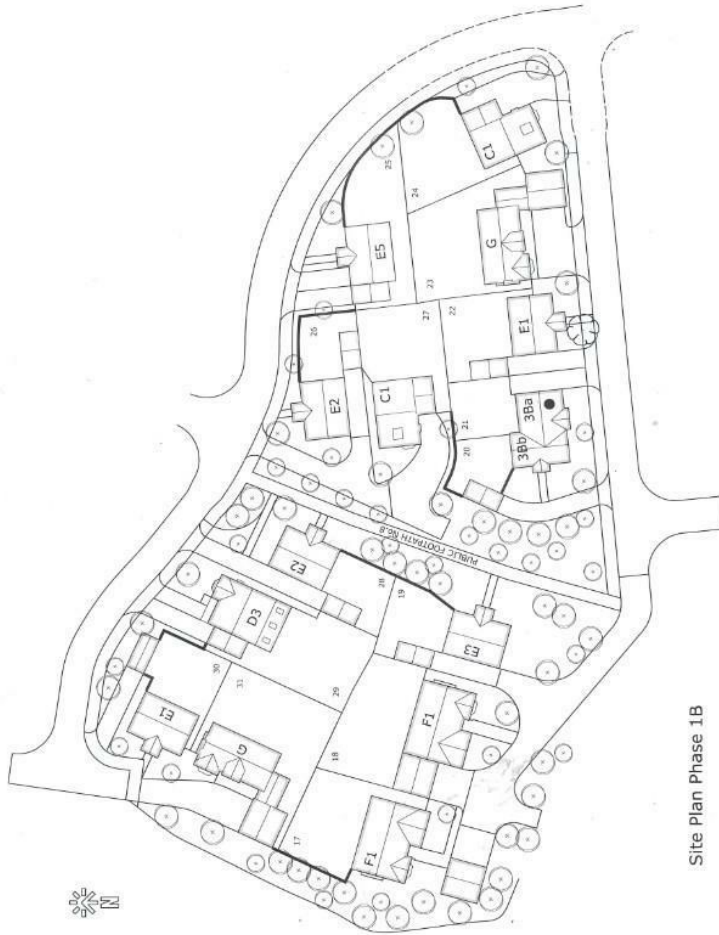 25
24
C1
E5
G
23
26
27
22
E1
E2
C1
21
20
3Ba
3Bb
PUBLIC FOOTPATH No.8
E2
28
19
D3
E3
30
31
29
E1
G
18
F1
17
F1
N
Site Plan Phase 1B